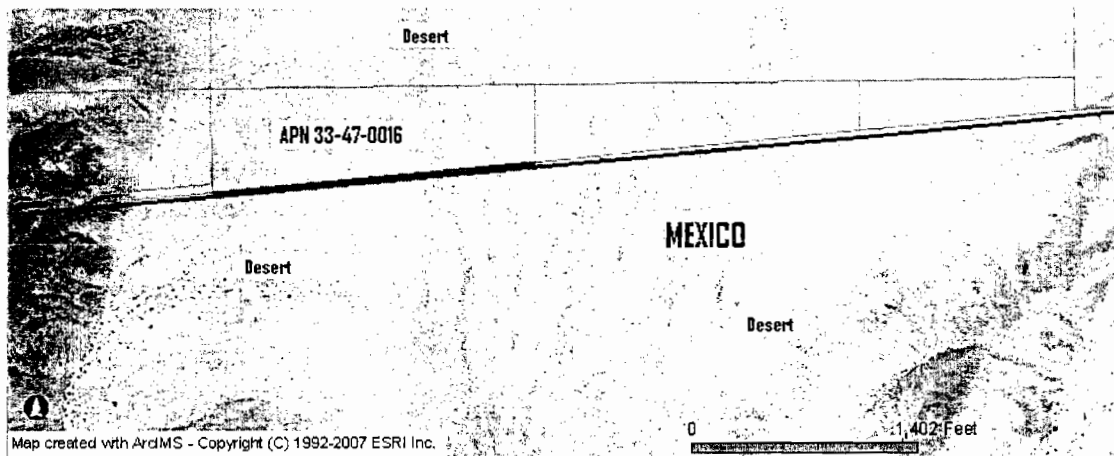 Desert
APN 33-47-0016
MEXICO
Desert
Desert
0 1,402 Feet
Map created with ArcIMS - Copyright (C) 1992-2007 ESRI Inc.